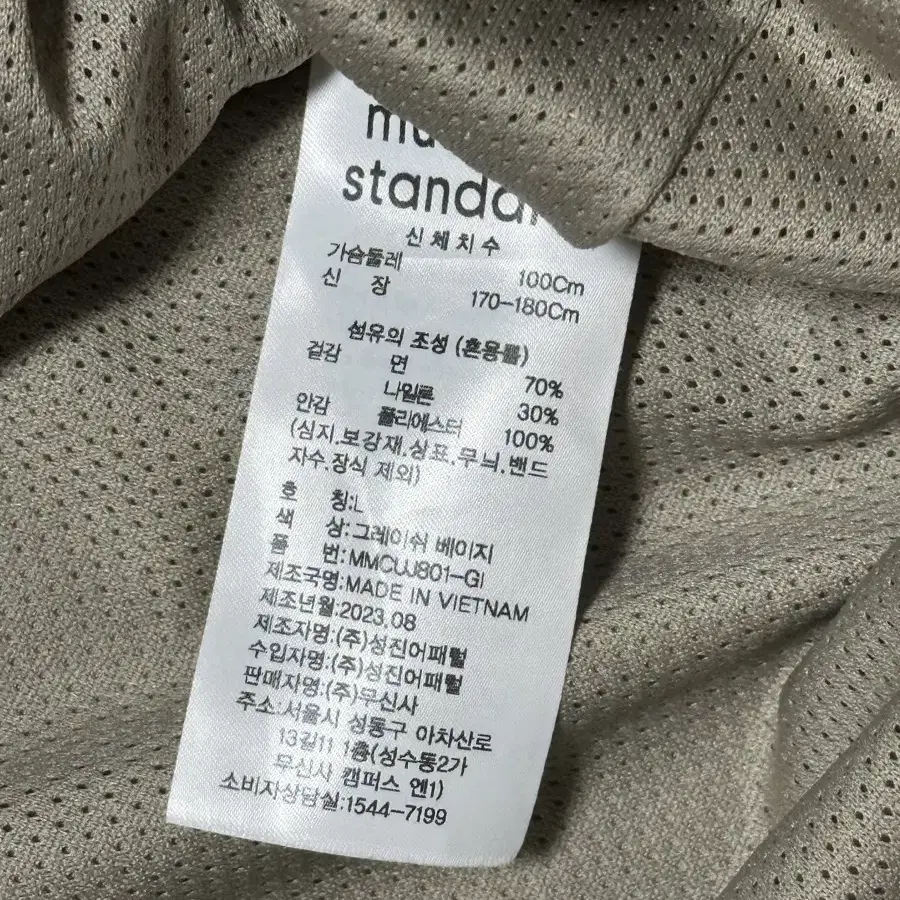 standa
신체치수
가슴둘레 100Cm
신 장 170-180Cm
섬유의 조성 (혼용률)
겉감 면 70%
나일론 30%
안감 폴리에스터 100%
(심지.보강재.상표.무늬.밴드
자수.장식 제외)
호 칭:L
색 상:그레이쉬 베이지
품 번:MMCUJ801-GI
제조국명:MADE IN VIETNAM
제조년월:2023.08
제조자명:(주)성진어패럴
수입자명:(주)성진어패럴
판매자명:(주)무신사
주소:서울시 성동구 아차산로
13길11 1층(성수동2가
무신사 캠퍼스 엔1)
소비자상담실:1544-7199